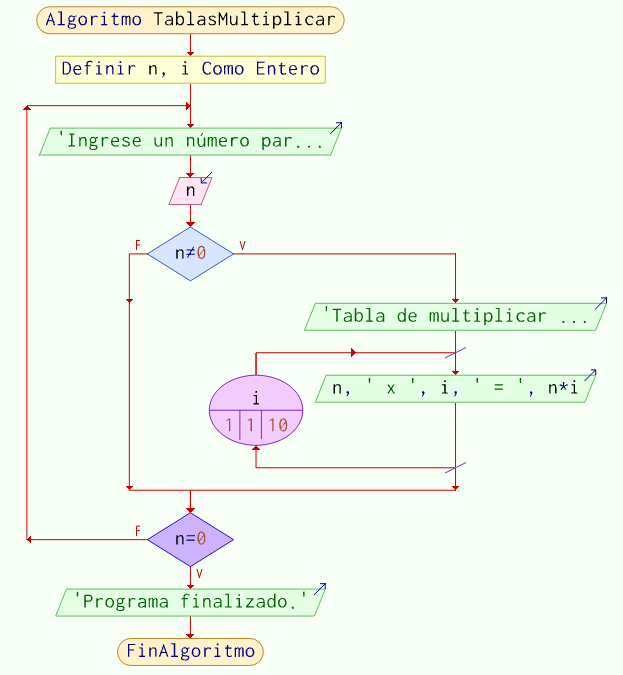 Algoritmo TablasMultiplicar
Definir n, i Como Entero
'Ingrese un número par...
n
F
n≠0
V
'Tabla de multiplicar ...
i
1 1 10
n, ' x ', i, ' = ', n*i
F
n=0
V
'Programa finalizado.'
FinAlgoritmo